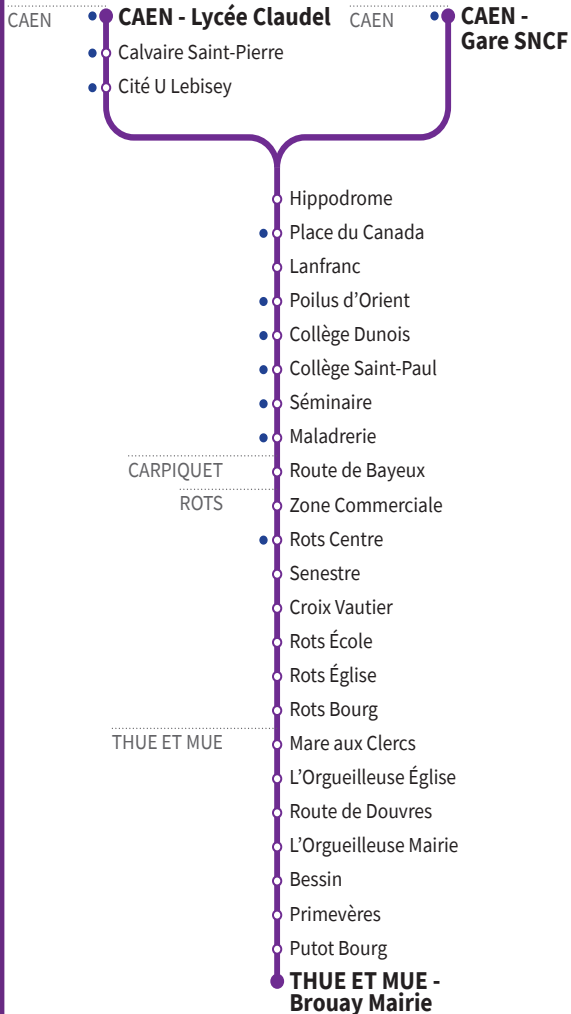 CAEN
CAEN - Lycée Claudel
Calvaire Saint-Pierre
Cité U Lebisey
CAEN
CAEN -
Gare SNCF
Hippodrome
Place du Canada
Lanfranc
Poilus d’Orient
Collège Dunois
Collège Saint-Paul
Séminaire
Maladrerie
CARPIQUET
Route de Bayeux
ROTS
Zone Commerciale
Rots Centre
Senestre
Croix Vautier
Rots École
Rots Église
Rots Bourg
THUE ET MUE
Mare aux Clercs
L’Orgueilleuse Église
Route de Douvres
L’Orgueilleuse Mairie
Bessin
Primevères
Putot Bourg
THUE ET MUE -
Brouay Mairie